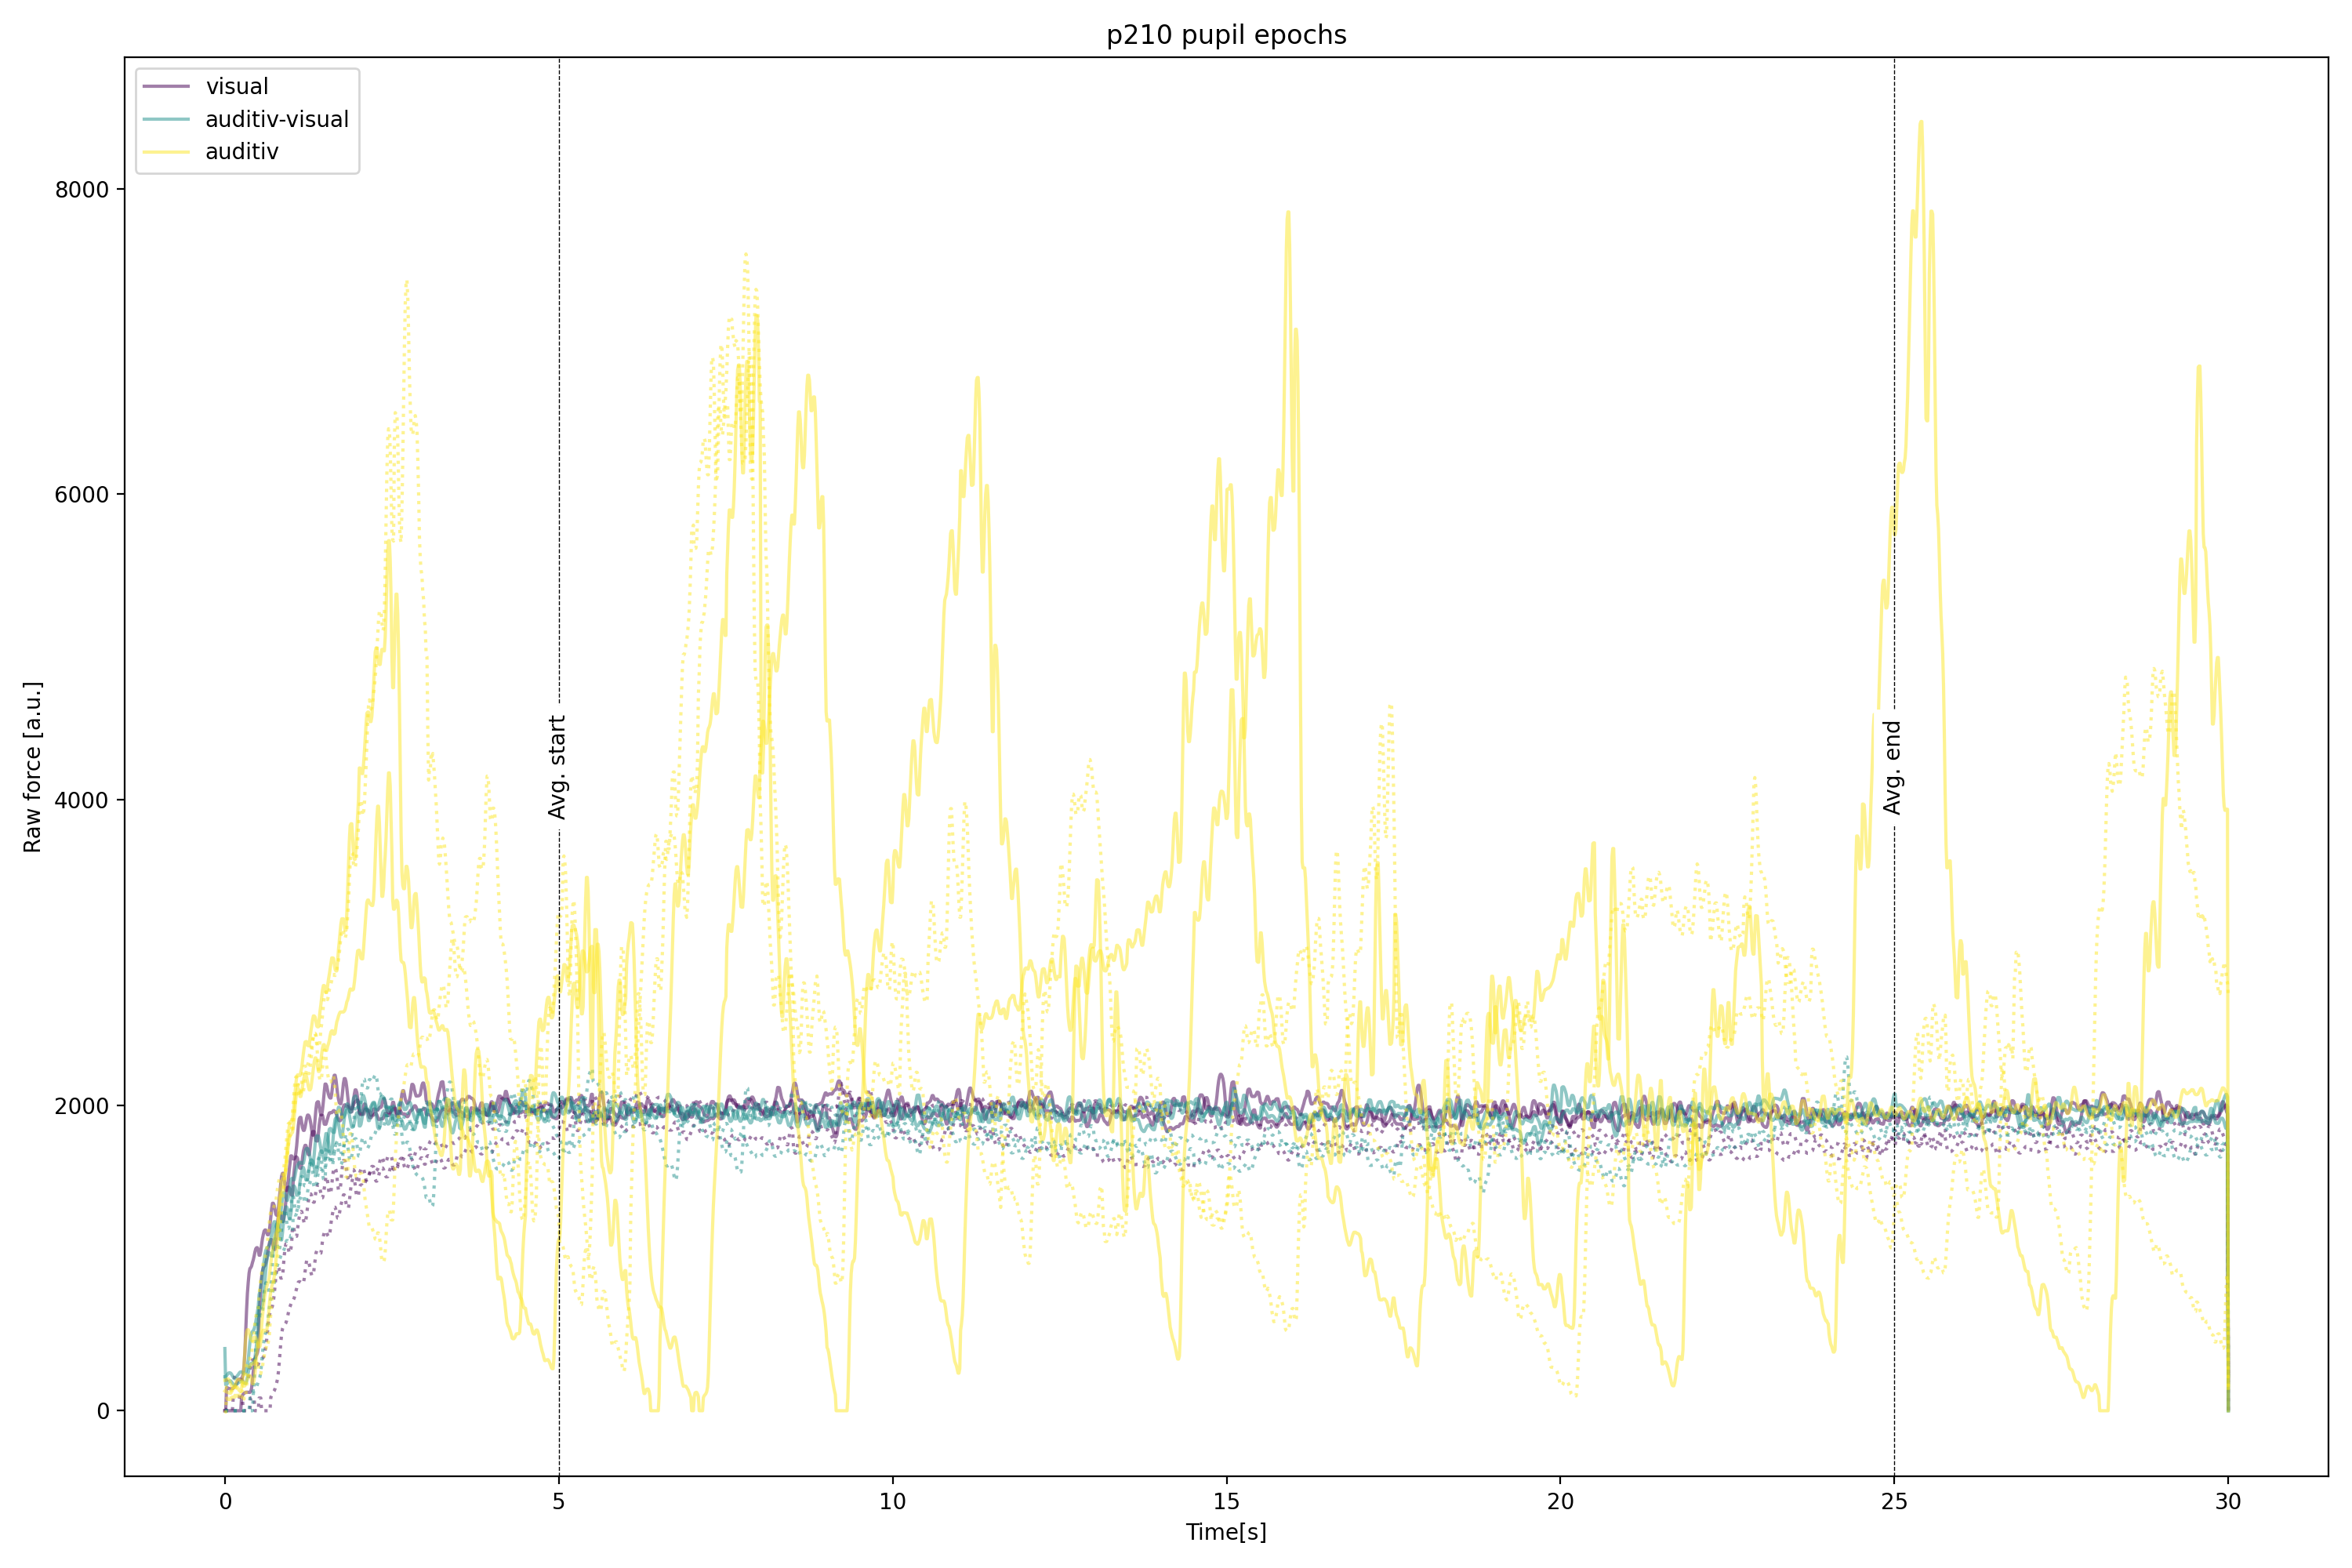 p210 pupil epochs
visual
auditiv-visual
auditiv
8000
6000
4000
2000
0
Raw force [a.u.]
Avg. start
Avg. end
0
5
10
15
20
25
30
Time[s]